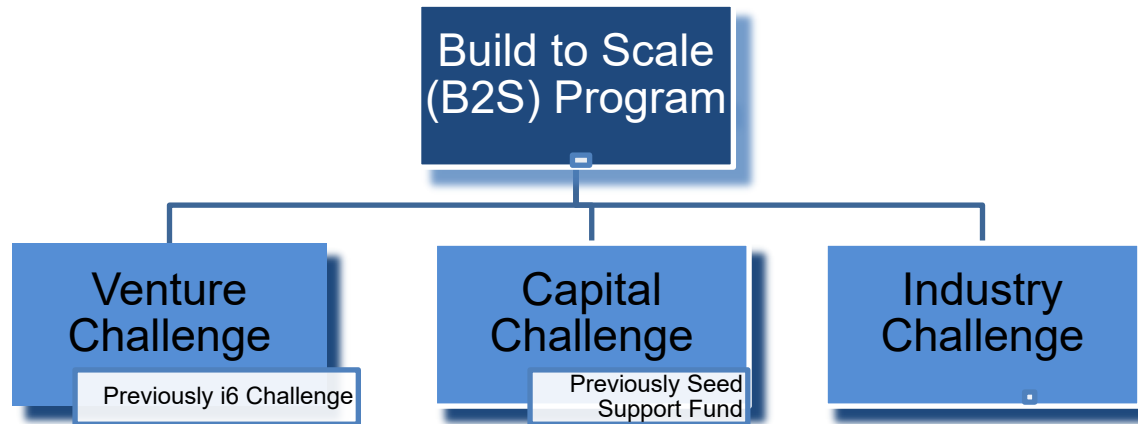 Build to Scale
(B2S) Program
Venture
Challenge
Previously i6 Challenge
Capital
Challenge
Previously Seed
Support Fund
Industry
Challenge